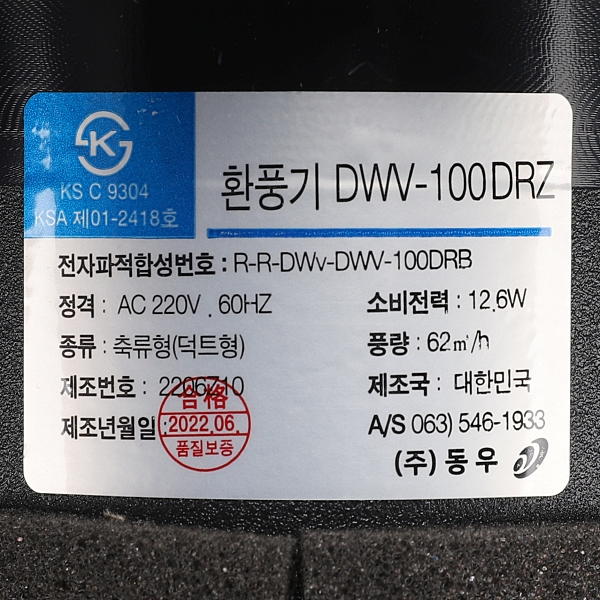 K
KS C 9304
KSA 제01-2418호
환풍기 DWV-100DRZ
전자파적합성번호 : R-R-DWv-DWV-100DRB
정격 : AC 220V . 60HZ
소비전력 : 12.6W
종류 : 축류형(덕트형)
풍량 : 62㎥/h
제조번호 : 2206710
제조국 : 대한민국
제조년월일 :
合格
2022.06.
품질보증
A/S 063) 546-1933
(주) 동우